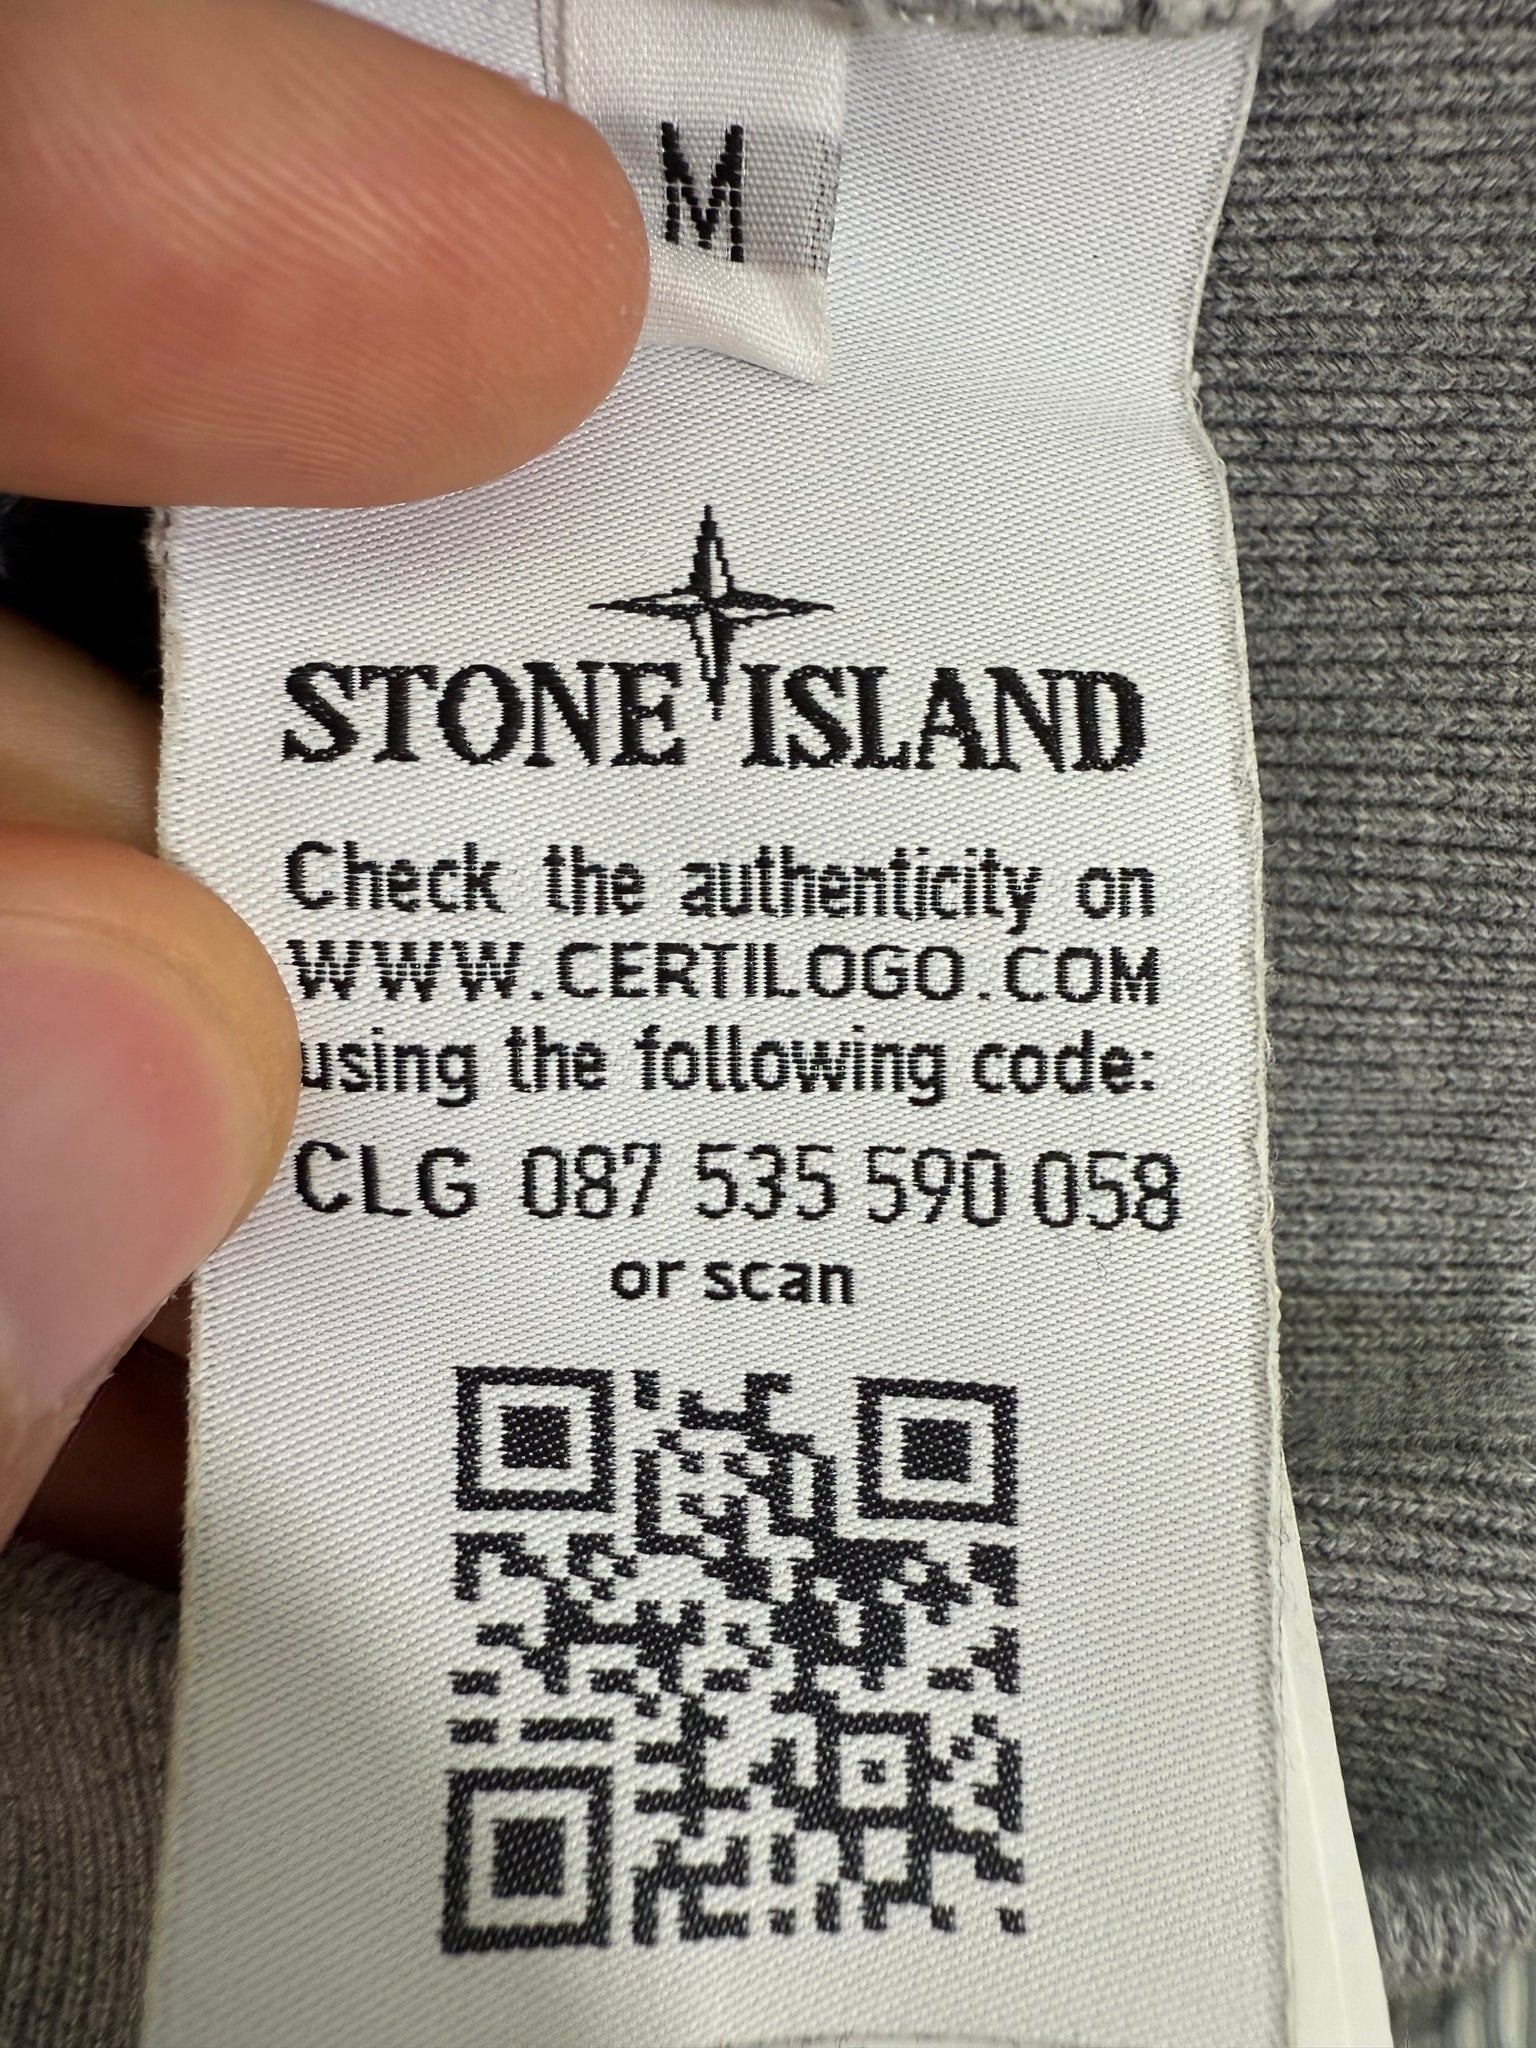 M
STONE ISLAND
Check the authenticity on
WWW.CERTILOGO.COM
using the following code:
CLG 087 535 590 058
or scan